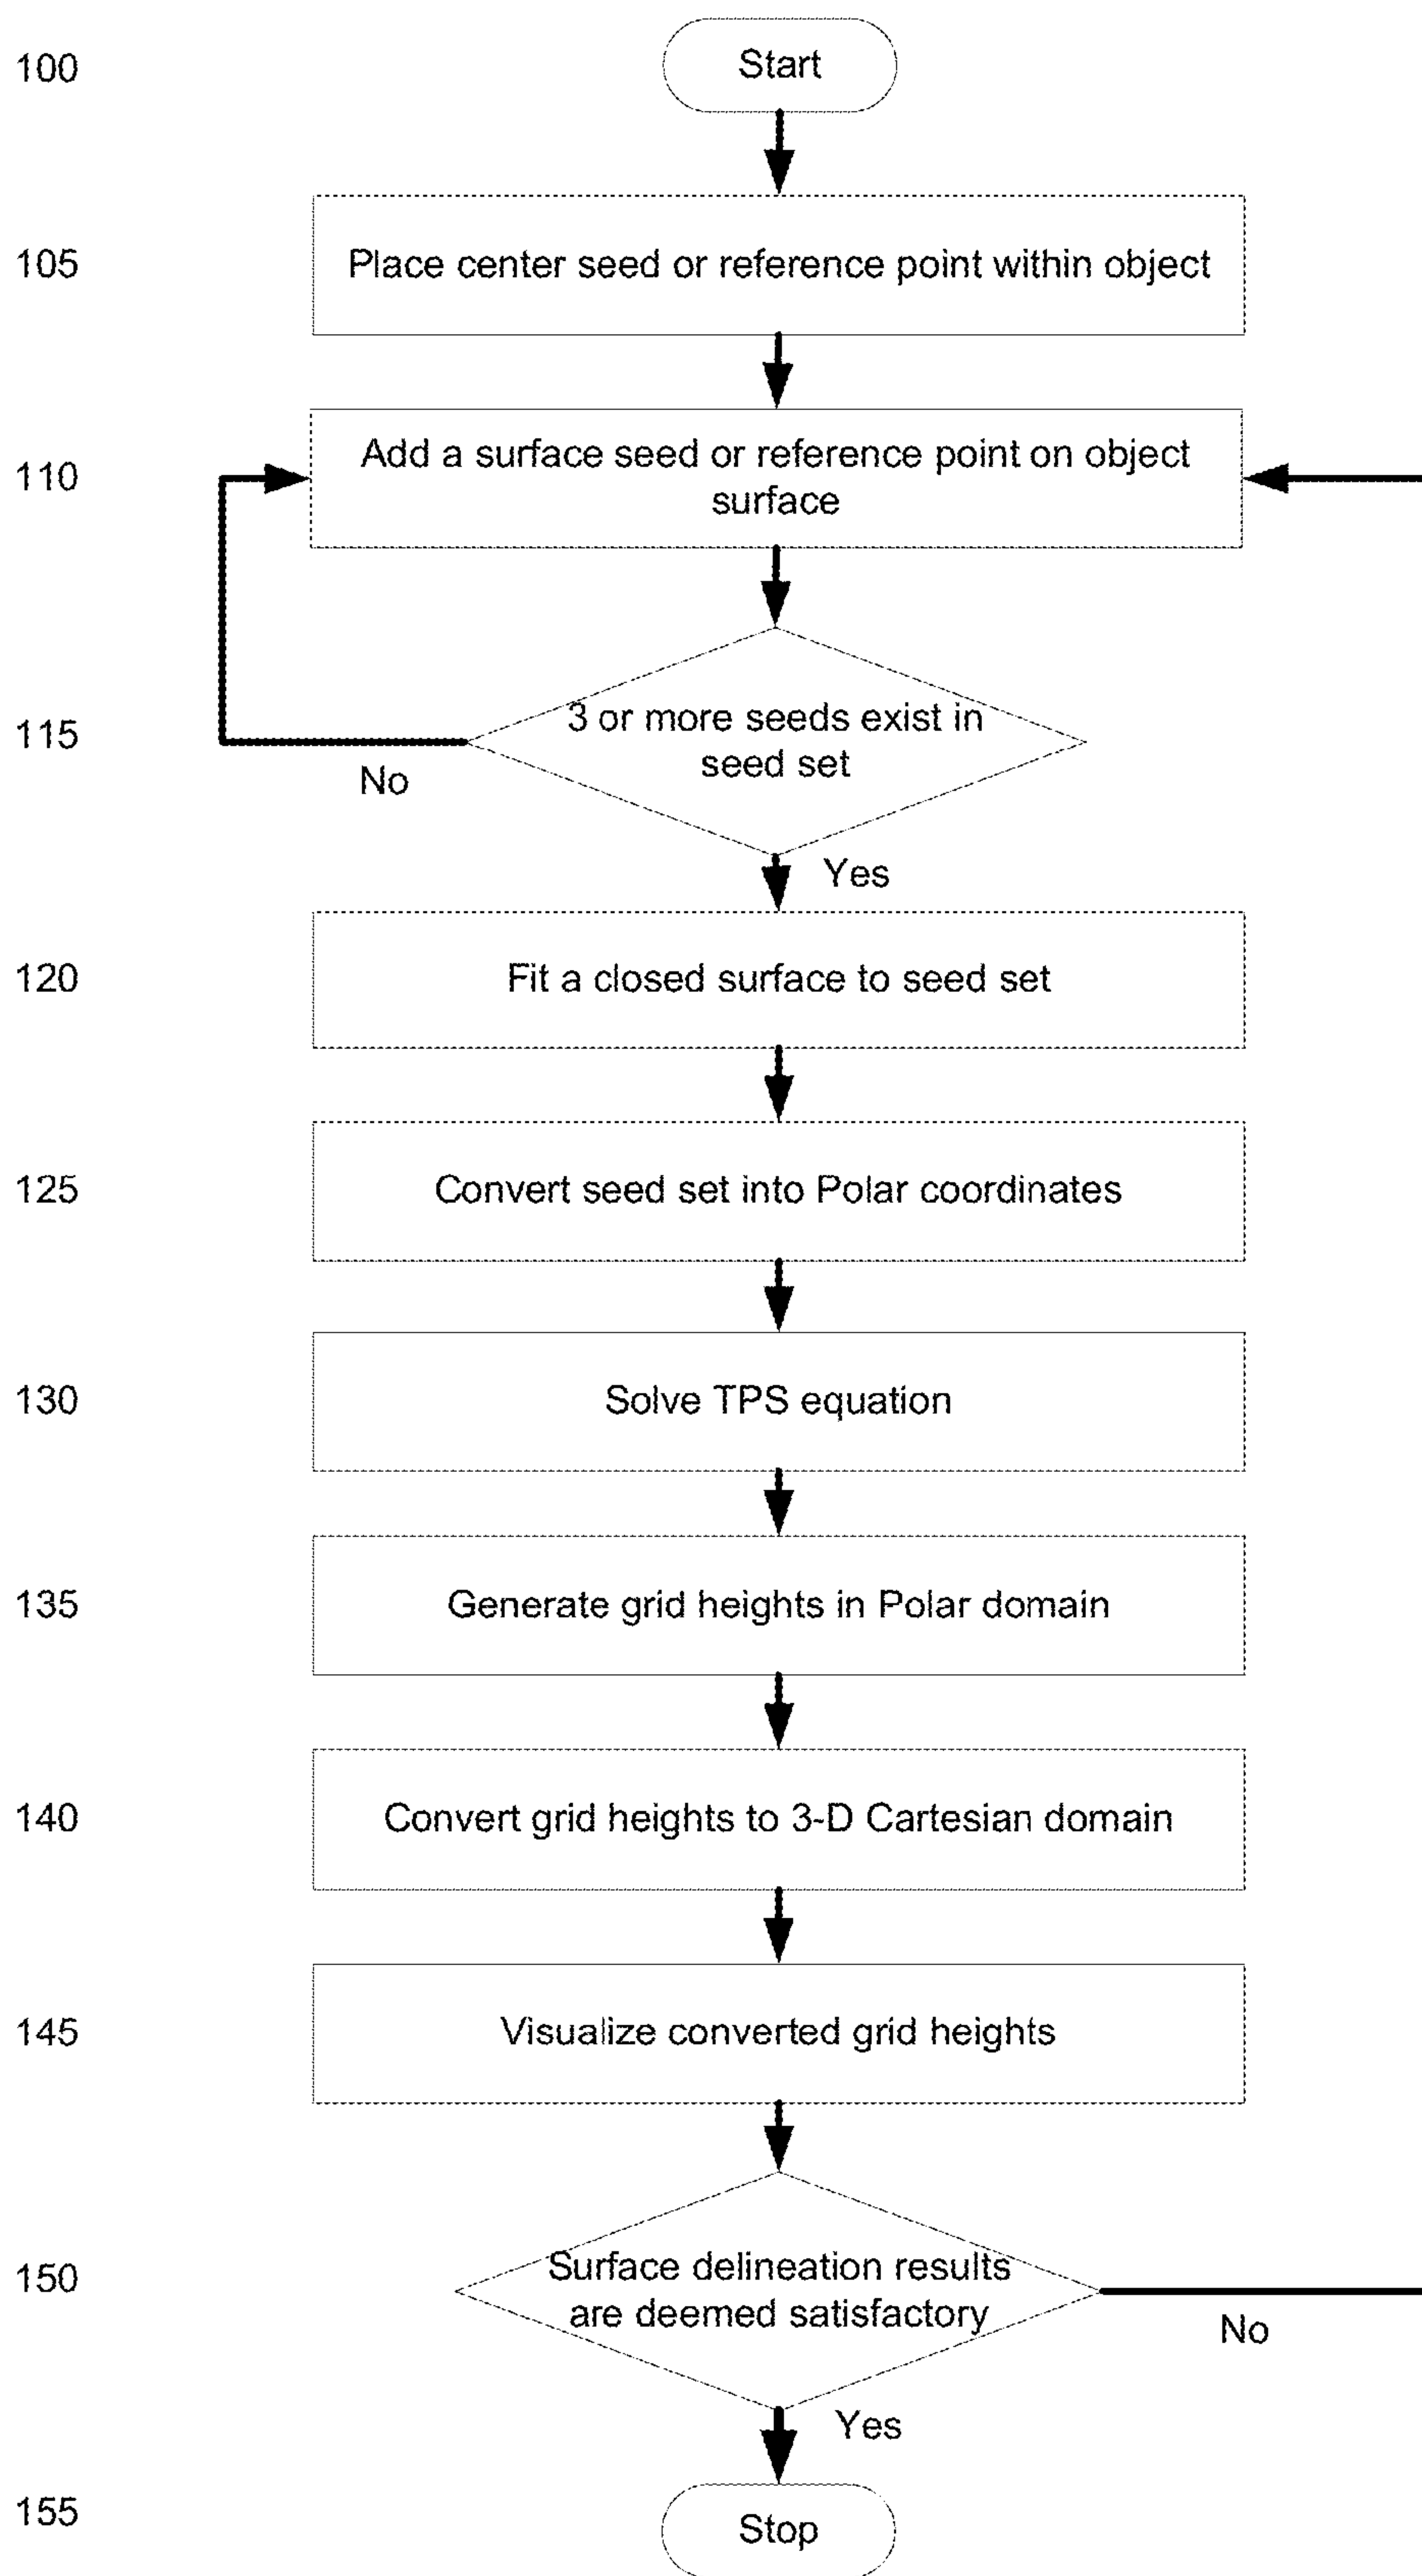 100
Start
105
Place center seed or reference point within object
110
Add a surface seed or reference point on object
surface
115
3 or more seeds exist in
seed set
No
Yes
120
Fit a closed surface to seed set
125
Convert seed set into Polar coordinates
130
Solve TPS equation
135
Generate grid heights in Polar domain
140
Convert grid heights to 3-D Cartesian domain
145
Visualize converted grid heights
150
Surface delineation results
are deemed satisfactory
No
Yes
155
Stop